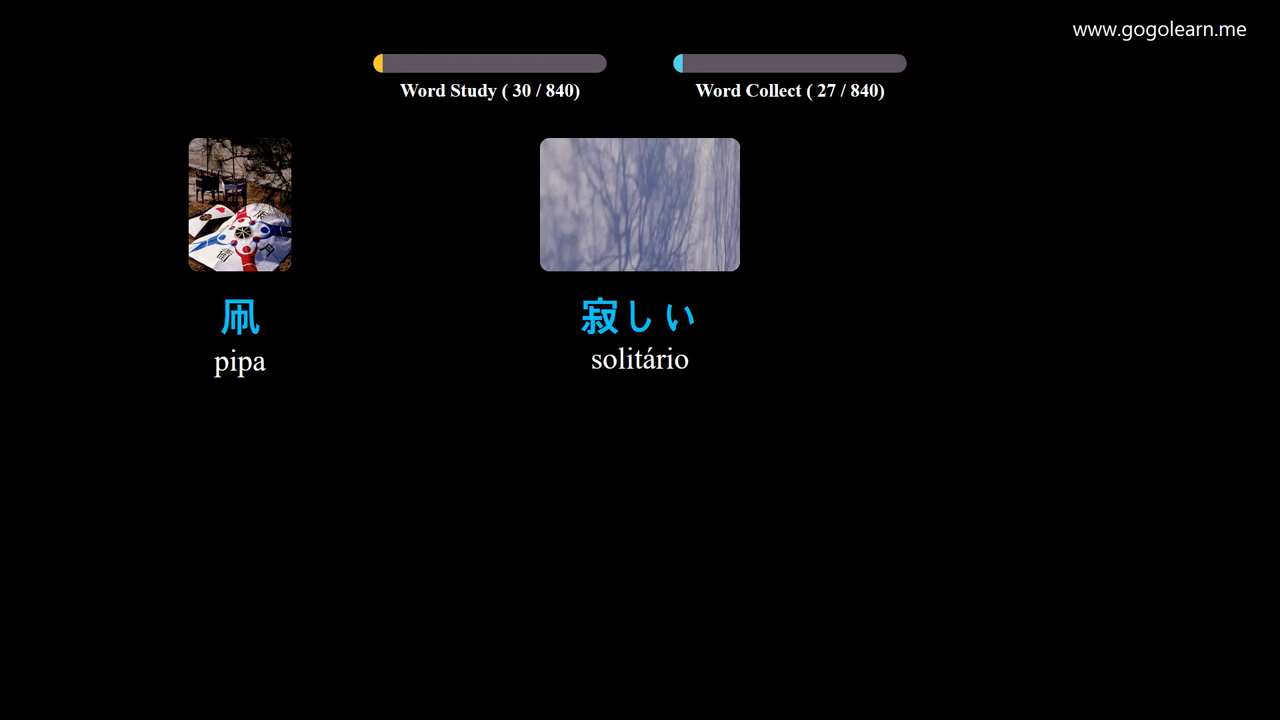 www.gogolearn.me
Word Study ( 30 / 840)
Word Collect ( 27 / 840)
凧
pipa
寂しい
solitário